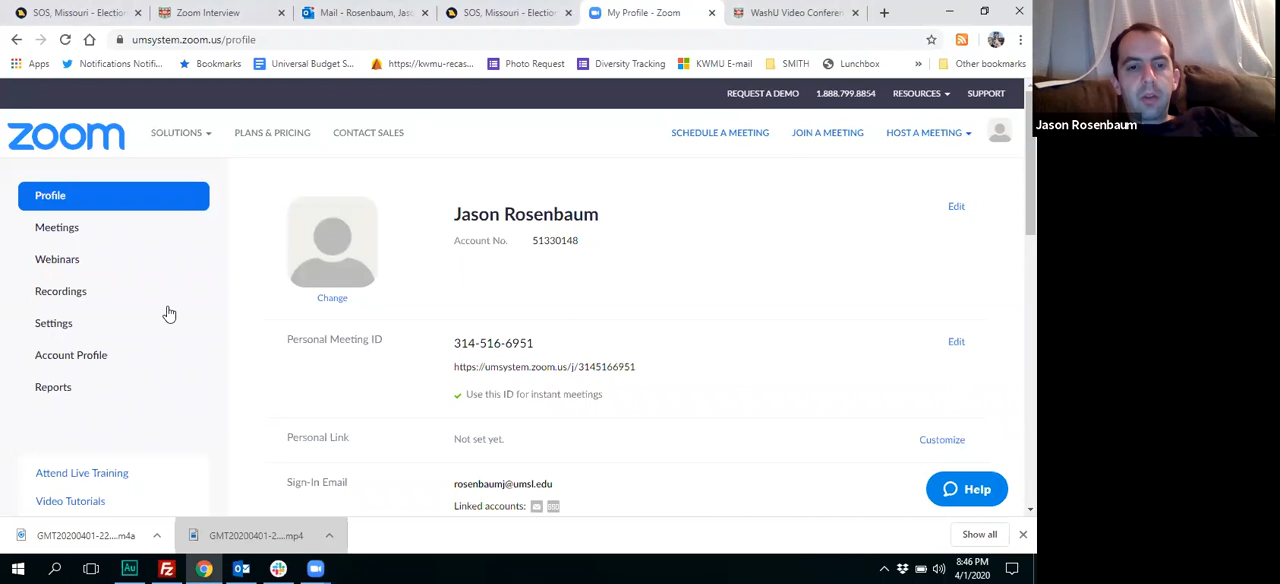 SOS, Missouri - Election
Zoom Interview
Mail - Rosenbaum, Jas
SOS, Missouri - Election
My Profile - Zoom
WashU Video Conferen
umsystem.zoom.us/profile
Apps
Notifications Notifi...
Bookmarks
Universal Budget S...
https://kwmu-recas...
Photo Request
Diversity Tracking
KWMU E-mail
SMITH
Lunchbox
»
Other bookmarks
Jason Rosenbaum
REQUEST A DEMO
1.888.799.8854
RESOURCES
SUPPORT
zoom
SOLUTIONS
PLANS & PRICING
CONTACT SALES
SCHEDULE A MEETING
JOIN A MEETING
HOST A MEETING
Profile
Meetings
Webinars
Recordings
Settings
Account Profile
Reports
Attend Live Training
Video Tutorials
Change
Jason Rosenbaum
Edit
Account No. 51330148
Personal Meeting ID
314-516-6951
Edit
https://umsystem.zoom.us/j/3145166951
Use this ID for instant meetings
Personal Link
Not set yet.
Customize
Sign-In Email
rosenbaumj@umsl.edu
Linked accounts:
Help
GMT20200401-22....m4a
GMT20200401-2....mp4
Show all
Au
Fz
8:46 PM
4/1/2020